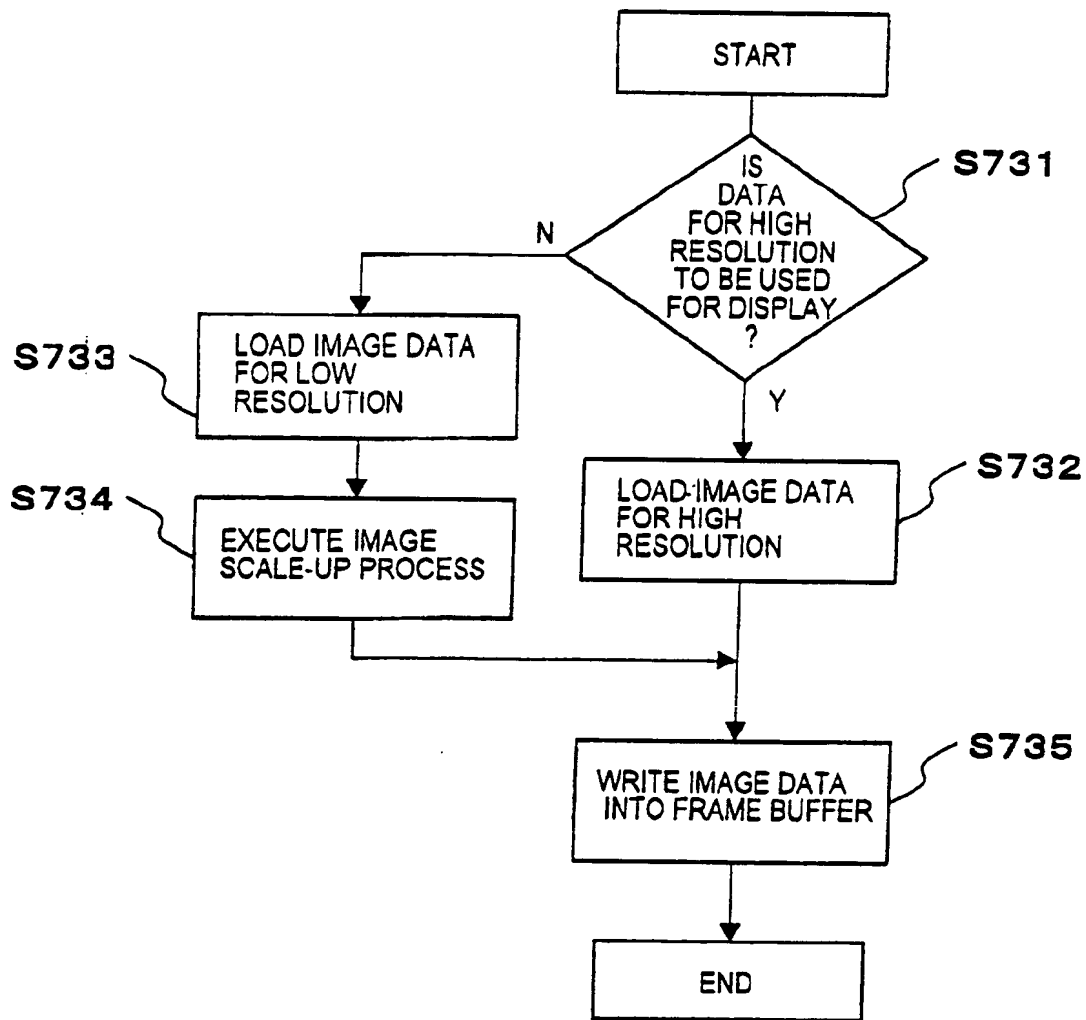 START
IS
DATA
FOR HIGH
RESOLUTION
TO BE USED
FOR DISPLAY
?
S731
N
Y
S733
LOAD IMAGE DATA
FOR LOW
RESOLUTION
S732
LOAD-IMAGE DATA
FOR HIGH
RESOLUTION
S734
EXECUTE IMAGE
SCALE-UP PROCESS
S735
WRITE IMAGE DATA
INTO FRAME BUFFER
END